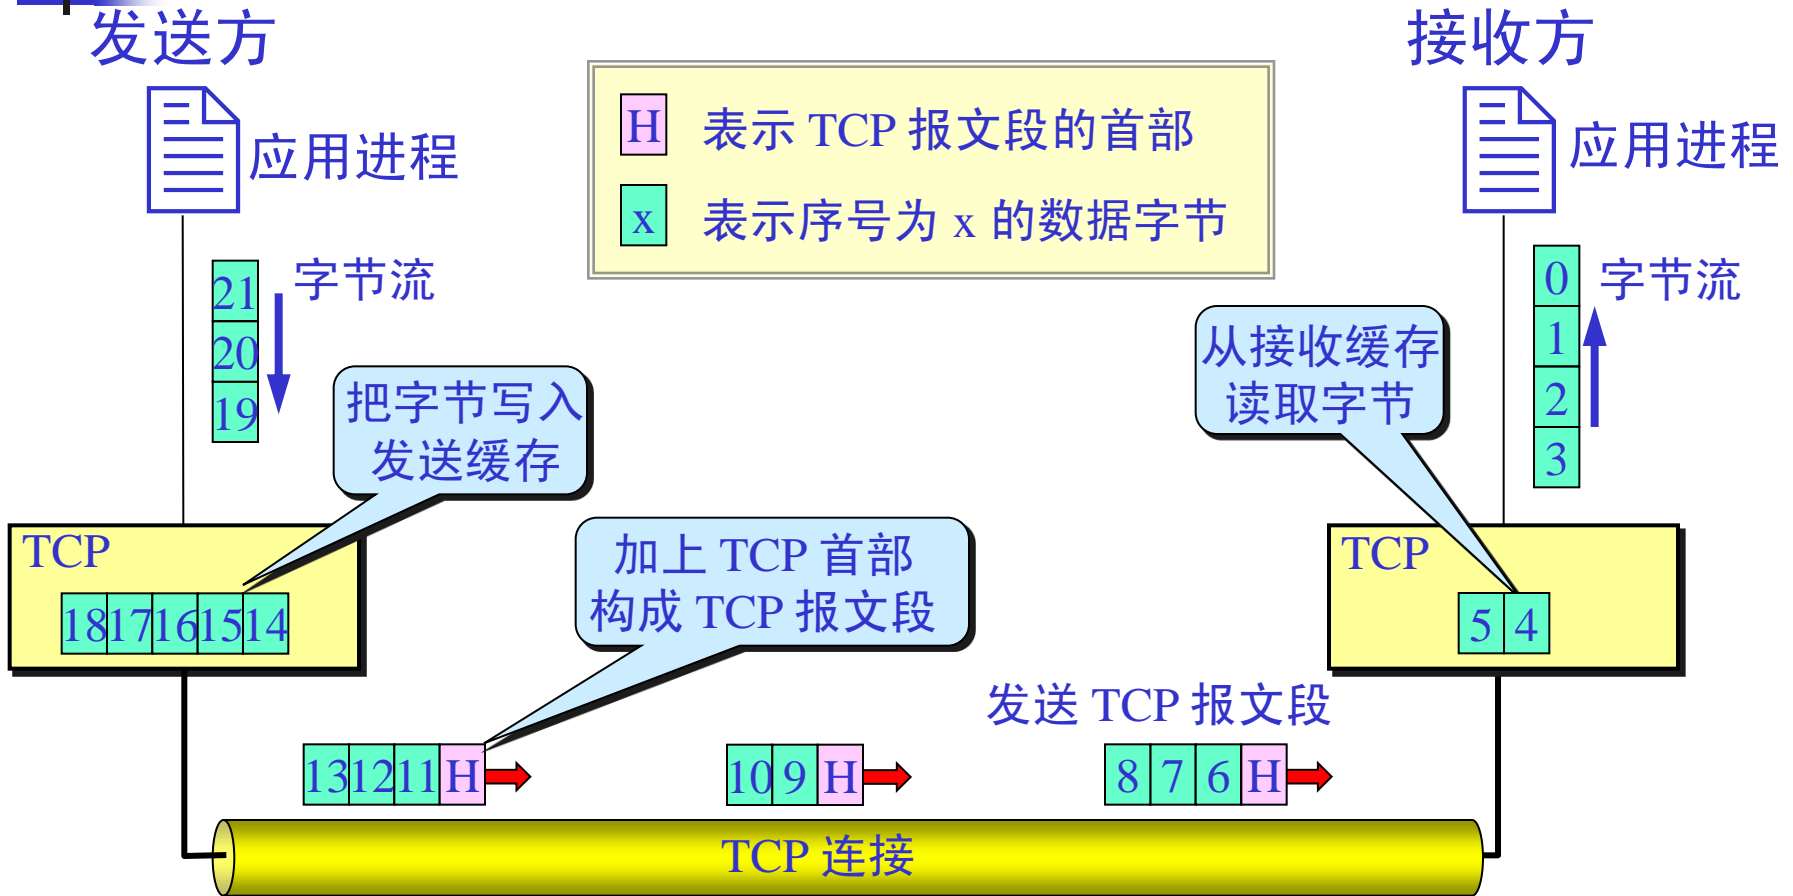 发送方
接收方
H 表示 TCP 报文段的首部
x 表示序号为 x 的数据字节
应用进程
应用进程
21
20
19
字节流
0
1
2
3
字节流
把字节写入
发送缓存
从接收缓存
读取字节
TCP
18 17 16 15 14
加上 TCP 首部
构成 TCP 报文段
TCP
5 4
发送 TCP 报文段
13 12 11 H
10 9 H
8 7 6 H
TCP 连接